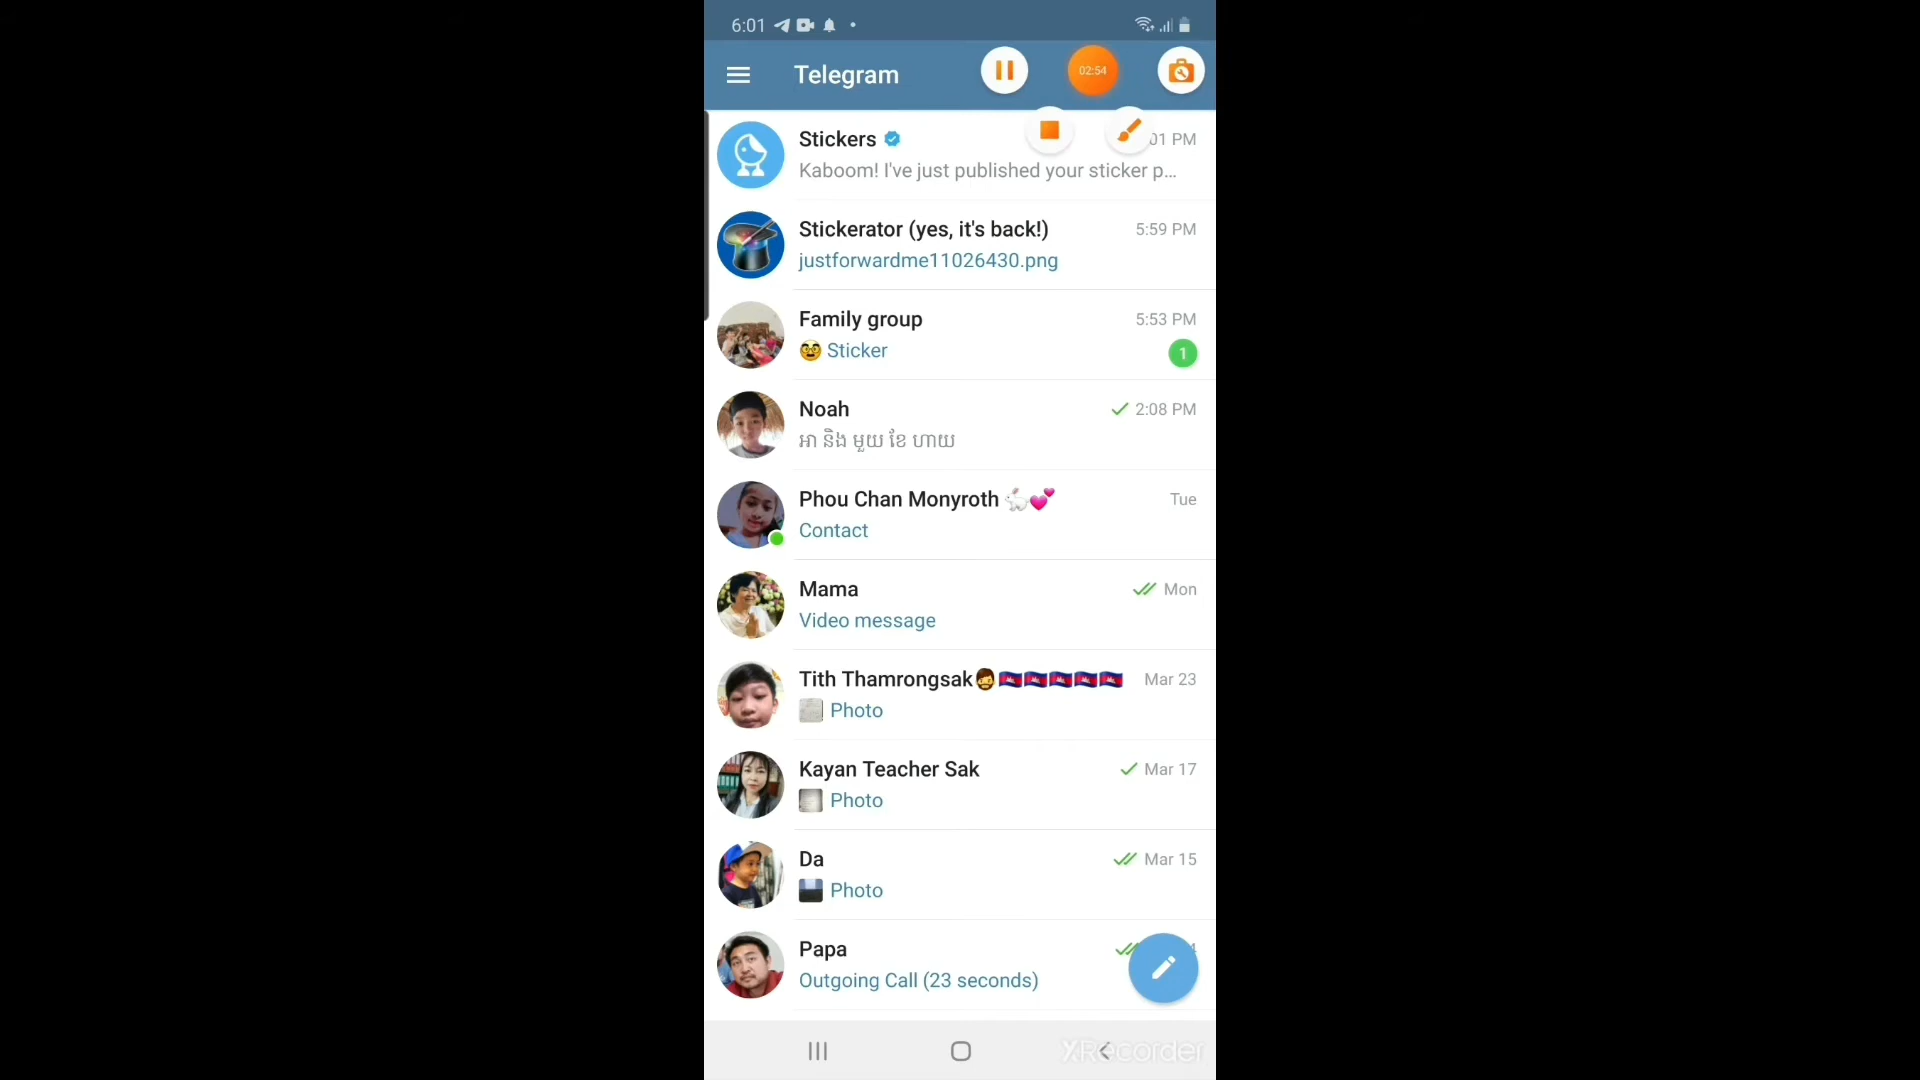 6:01
Telegram
02:54
Stickers
01 PM
Kaboom! I've just published your sticker p...
Stickerator (yes, it's back!)
5:59 PM
justforwardme11026430.png
Family group
5:53 PM
Sticker
1
Noah
2:08 PM
អា និង មួយ ខែ ហាយ
Phou Chan Monyroth 🐇💕
Tue
Contact
Mama
Mon
Video message
Tith Thamrongsak🧔🇰🇭🇰🇭🇰🇭🇰🇭🇰🇭
Mar 23
Photo
Kayan Teacher Sak
Mar 17
Photo
Da
Mar 15
Photo
Papa
Outgoing Call (23 seconds)
XRecorder